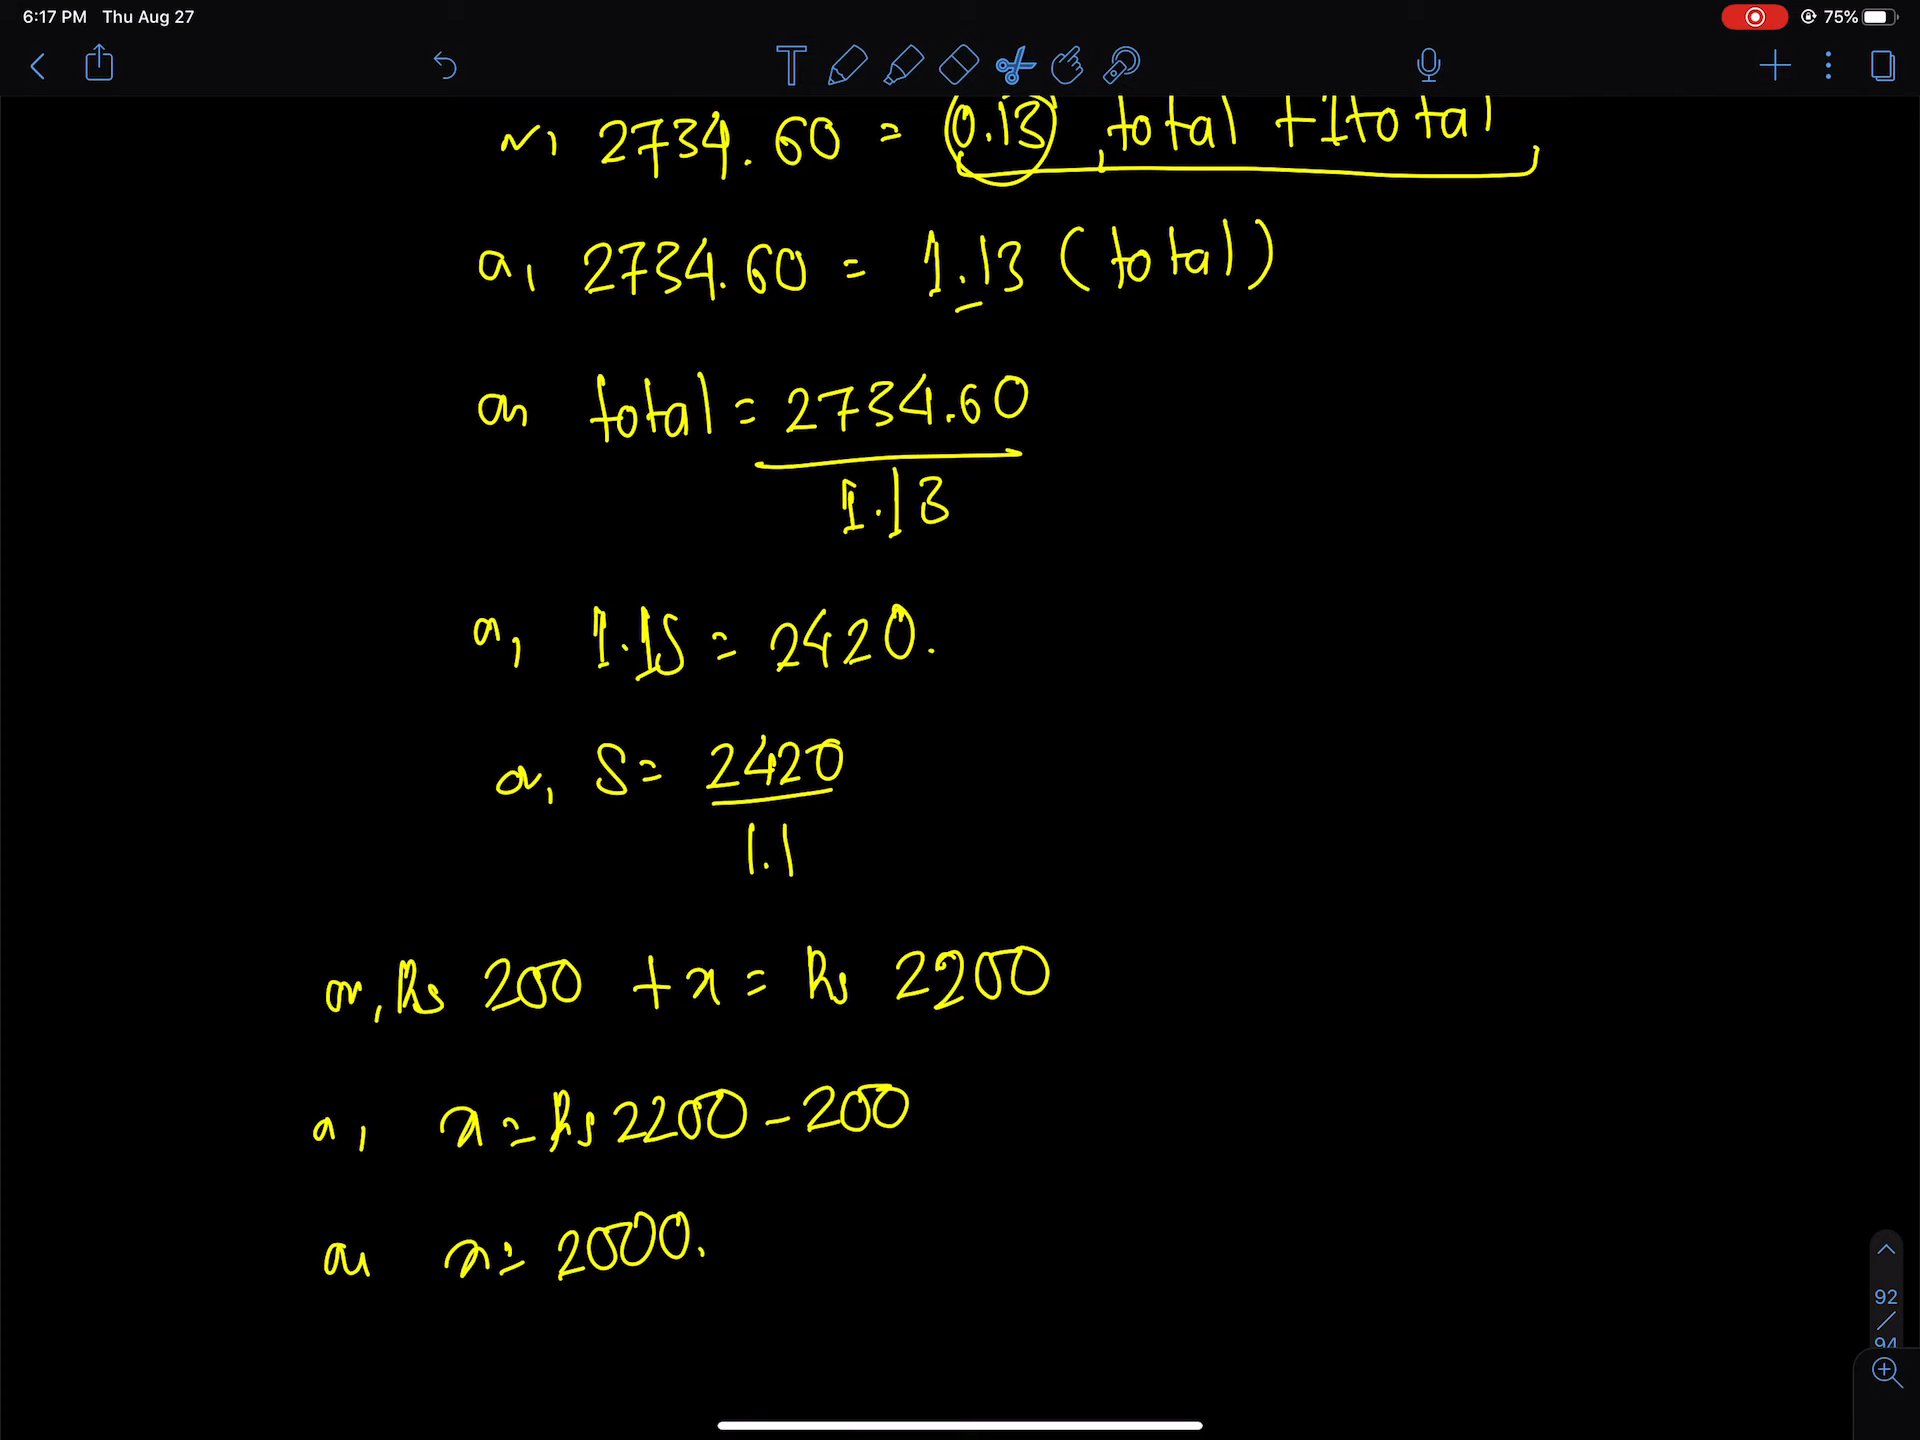 6:17 PM Thu Aug 27
75%
or, 2734.60 = 0.13 total + 1 total
or, 2734.60 = 1.13 (total)
or total = 2734.60
1.13
or, 1.1S = 2420.
or, S = 2420
1.1
or, Rs 200 + x = Rs 2200
or, x = Rs 2200 - 200
or x = 2000.
92
/
94